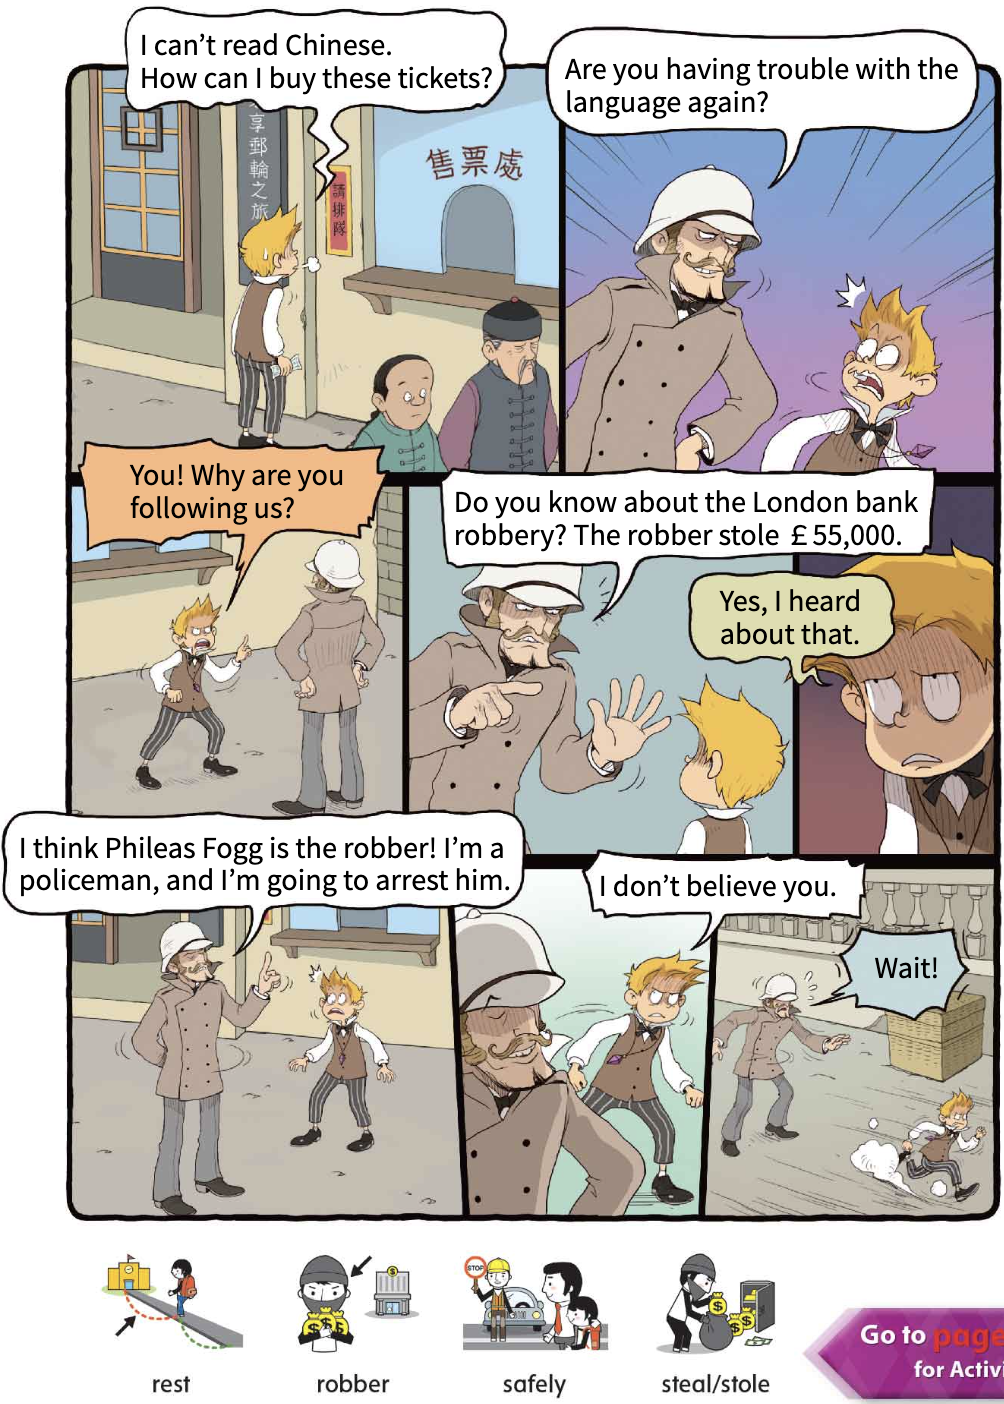 I can't read Chinese.
How can I buy these tickets?
Are you having trouble with the
language again?
享郵輪之旅
請排隊
售票處
You! Why are you
following us?
Do you know about the London bank
robbery? The robber stole £55,000.
Yes, I heard
about that.
I think Phileas Fogg is the robber! I'm a
policeman, and I'm going to arrest him.
I don't believe you.
Wait!
STOP
rest
robber
safely
steal/stole
Go to page
for Activi